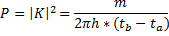 P = |K|² = m / (2πh * (t_b − t_a))